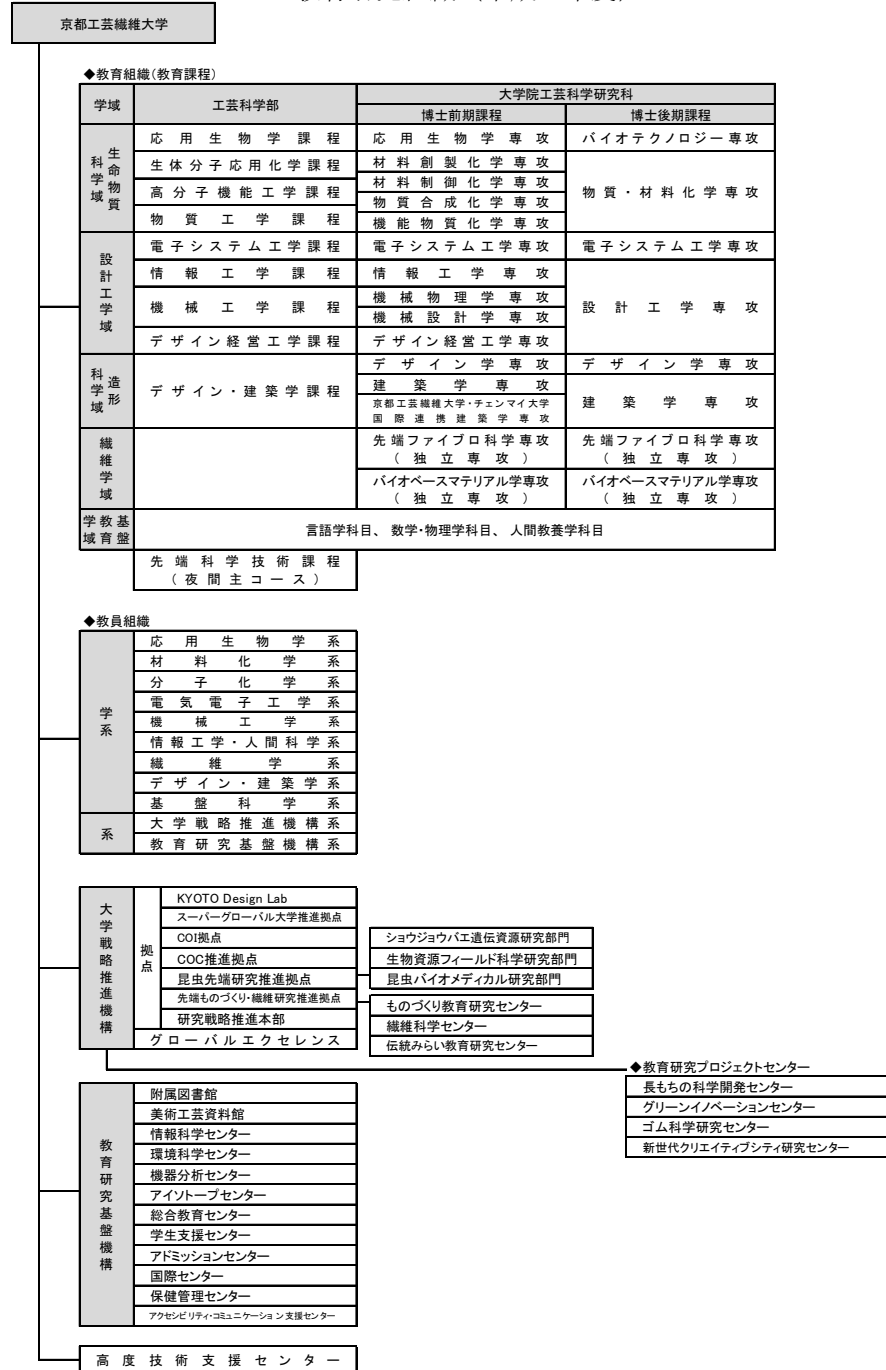 京都工芸繊維大学
◆教育組織(教育課程)
学域 工芸科学部 大学院工芸科学研究科
博士前期課程 博士後期課程
生命物質科学域
応用生物学課程 応用生物学専攻 バイオテクノロジー専攻
生体分子応用化学課程 材料創製化学専攻
高分子機能工学課程 材料制御化学専攻 物質・材料化学専攻
物質合成化学専攻
物質工学課程 機能物質化学専攻
設計工学域
電子システム工学課程 電子システム工学専攻 電子システム工学専攻
情報工学課程 情報工学専攻
機械工学課程 機械物理学専攻 設計工学専攻
機械設計学専攻
デザイン経営工学課程 デザイン経営工学専攻
造形科学域
デザイン・建築学課程 デザイン学専攻 デザイン学専攻
建築学専攻 建築学専攻
京都工芸繊維大学・チェンマイ大学
国際連携建築学専攻
繊維学域
先端ファイブロ科学専攻 先端ファイブロ科学専攻
(独立専攻) (独立専攻)
バイオベースマテリアル学専攻 バイオベースマテリアル学専攻
(独立専攻) (独立専攻)
基盤教育学域
言語学科目、数学・物理学科目、人間教養学科目
先端科学技術課程
(夜間主コース)
◆教員組織
学系
応用生物学系
材料化学系
分子化学系
電気電子工学系
機械工学系
情報工学・人間科学系
繊維学系
デザイン・建築学系
基盤科学系
系
大学戦略推進機構系
教育研究基盤機構系
大学戦略推進機構
拠点
KYOTO Design Lab
スーパーグローバル大学推進拠点
COI拠点
COC推進拠点
昆虫先端研究推進拠点
先端ものづくり・繊維研究推進拠点
研究戦略推進本部
グローバルエクセレンス
ショウジョウバエ遺伝資源研究部門
生物資源フィールド科学研究部門
昆虫バイオメディカル研究部門
ものづくり教育研究センター
繊維科学センター
伝統みらい教育研究センター
◆教育研究プロジェクトセンター
長もちの科学開発センター
グリーンイノベーションセンター
ゴム科学研究センター
新世代クリエイティブシティ研究センター
教育研究基盤機構
附属図書館
美術工芸資料館
情報科学センター
環境科学センター
機器分析センター
アイソトープセンター
総合教育センター
学生支援センター
アドミッションセンター
国際センター
保健管理センター
アクセシビリティ・コミュニケーション支援センター
高度技術支援センター